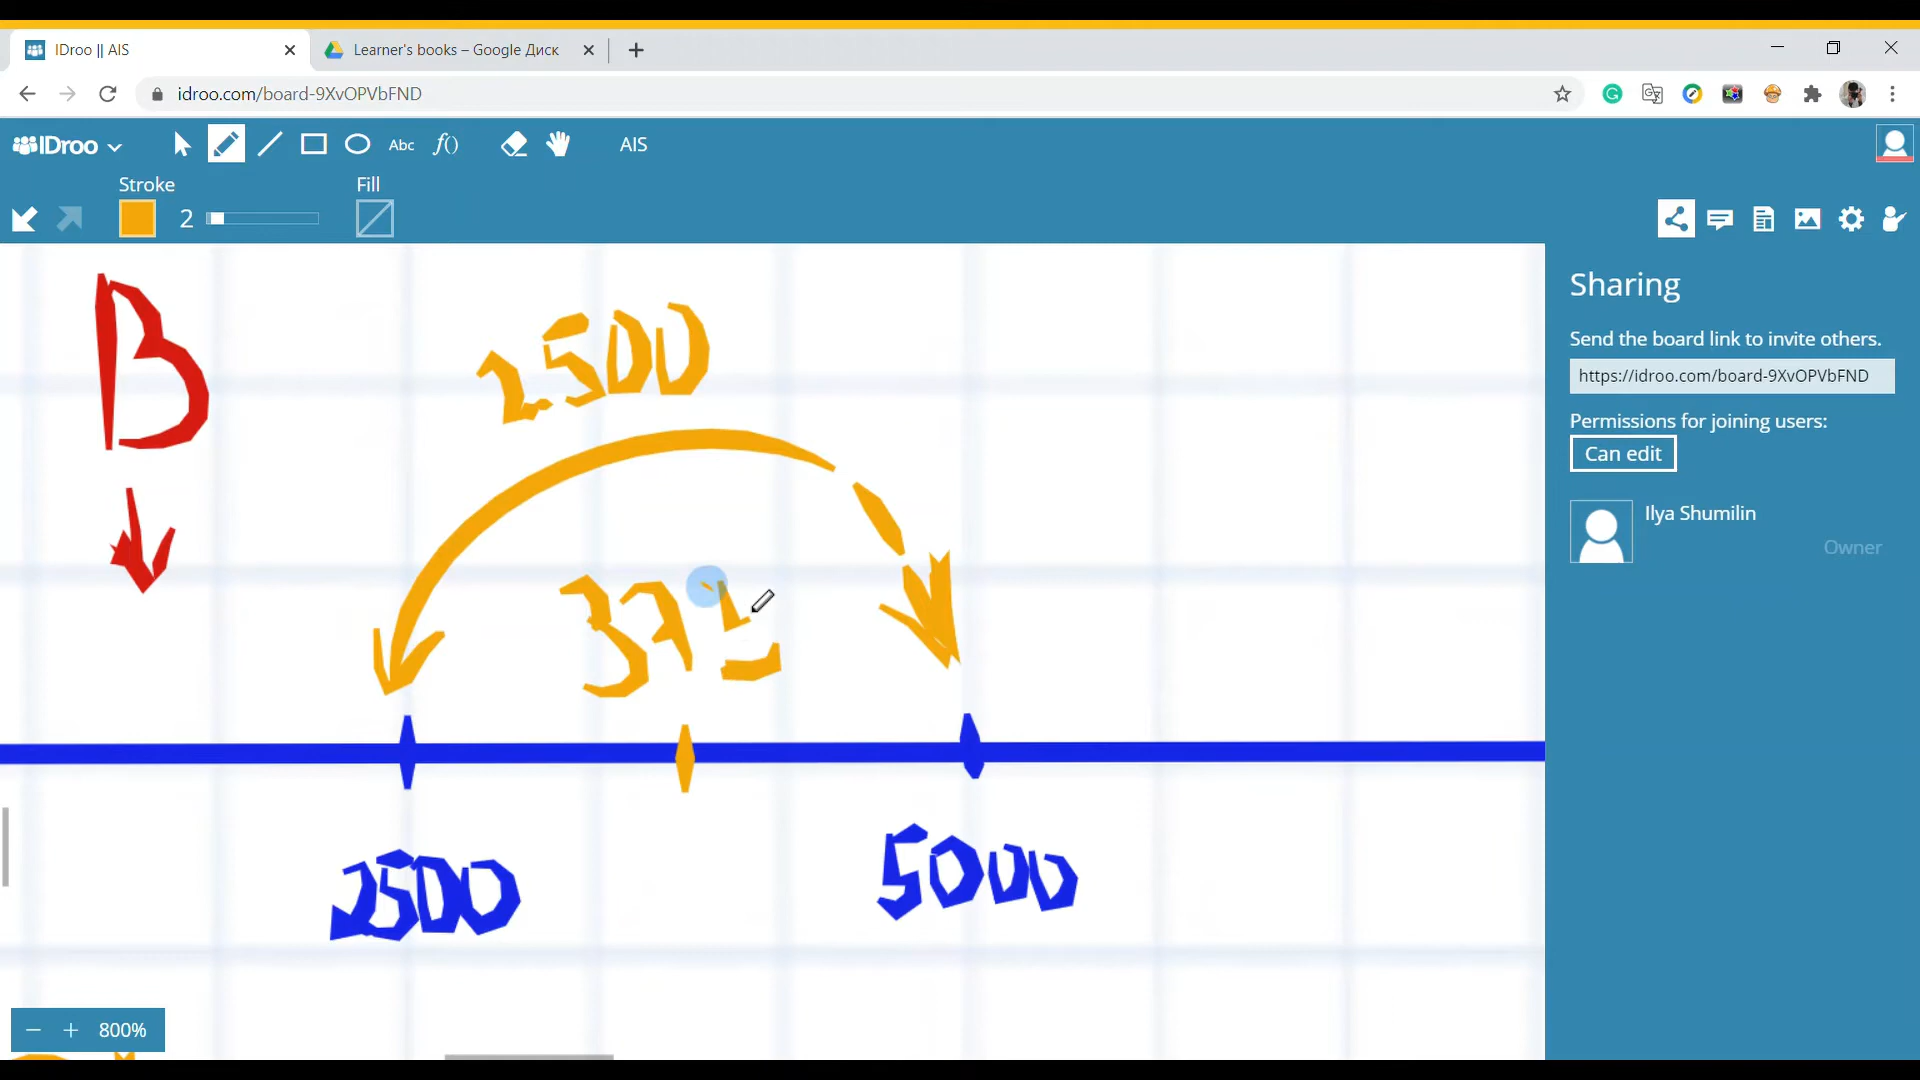 IDroo || AIS
Learner's books – Google Диск
idroo.com/board-9XvOPVbFND
IDroo
Abc
f()
AIS
Stroke
2
Fill
Sharing
Send the board link to invite others.
https://idroo.com/board-9XvOPVbFND
Permissions for joining users:
Can edit
Ilya Shumilin
Owner
B
2500
2500
5000
800%